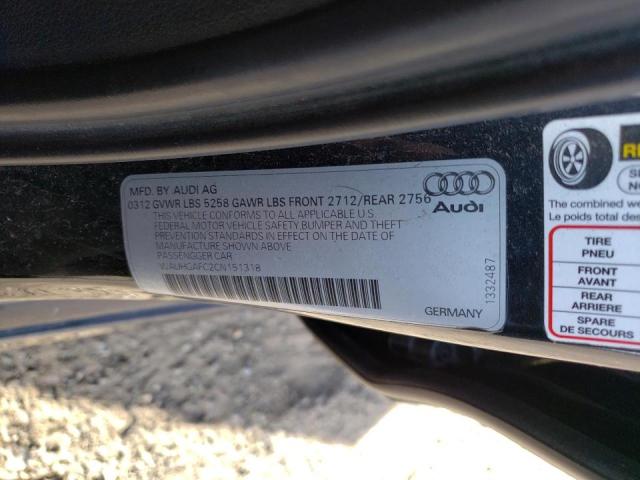 MFD. BY AUDI AG
0312 GVWR LBS 5258 GAWR LBS FRONT 2712/REAR 2756
THIS VEHICLE CONFORMS TO ALL APPLICABLE U.S.
FEDERAL MOTOR VEHICLE SAFETY, BUMPER AND THEFT
PREVENTION STANDARDS IN EFFECT ON THE DATE OF
MANUFACTURE SHOWN ABOVE.
PASSENGER CAR
WAUHGAFC2CN151318
Audi
GERMANY
1332487
The combined we
Le poids total de
TIRE
PNEU
FRONT
AVANT
REAR
ARRIERE
SPARE
DE SECOURS